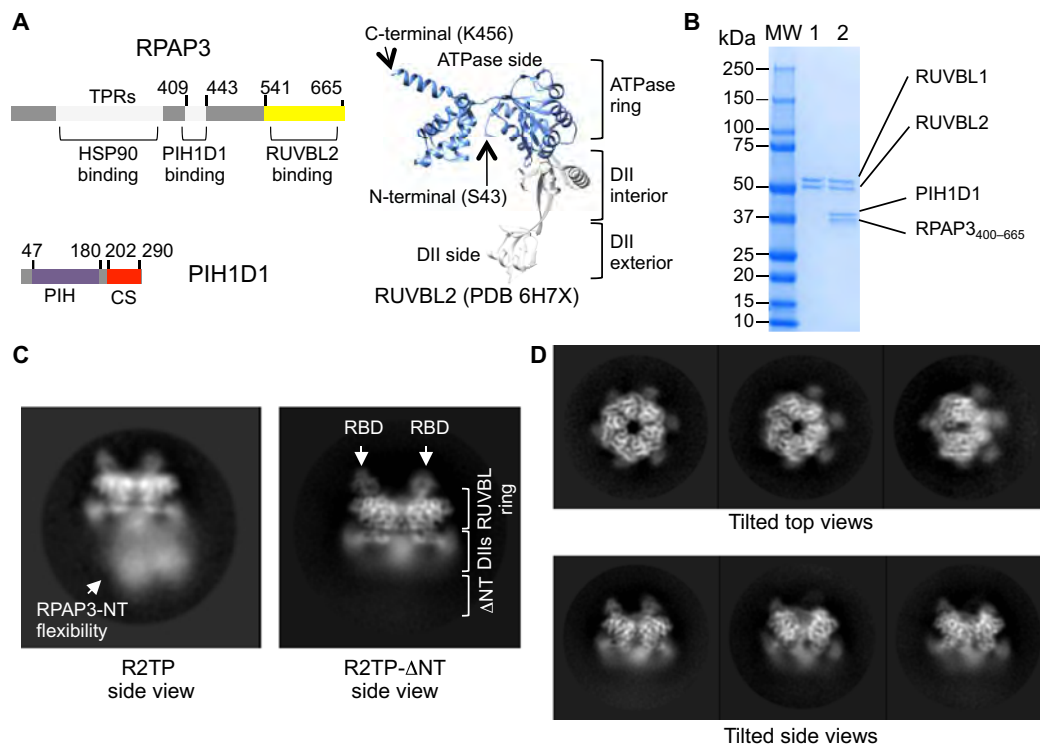 A
RPAP3
409
443
541
665
TPRs
HSP90
binding
PIH1D1
binding
RUVBL2
binding
47
180
202
290
PIH1D1
PIH
CS
C-terminal (K456)
ATPase side
ATPase
ring
N-terminal (S43)
DII
interior
DII side
DII
exterior
RUVBL2 (PDB 6H7X)
B
kDa
MW
1
2
250
150
100
75
50
37
25
20
15
10
RUVBL1
RUVBL2
PIH1D1
RPAP3400–665
C
RPAP3-NT
flexibility
R2TP
side view
RBD
RBD
RUVBL
ring
DIIs
ΔNT
R2TP-ΔNT
side view
D
Tilted top views
Tilted side views